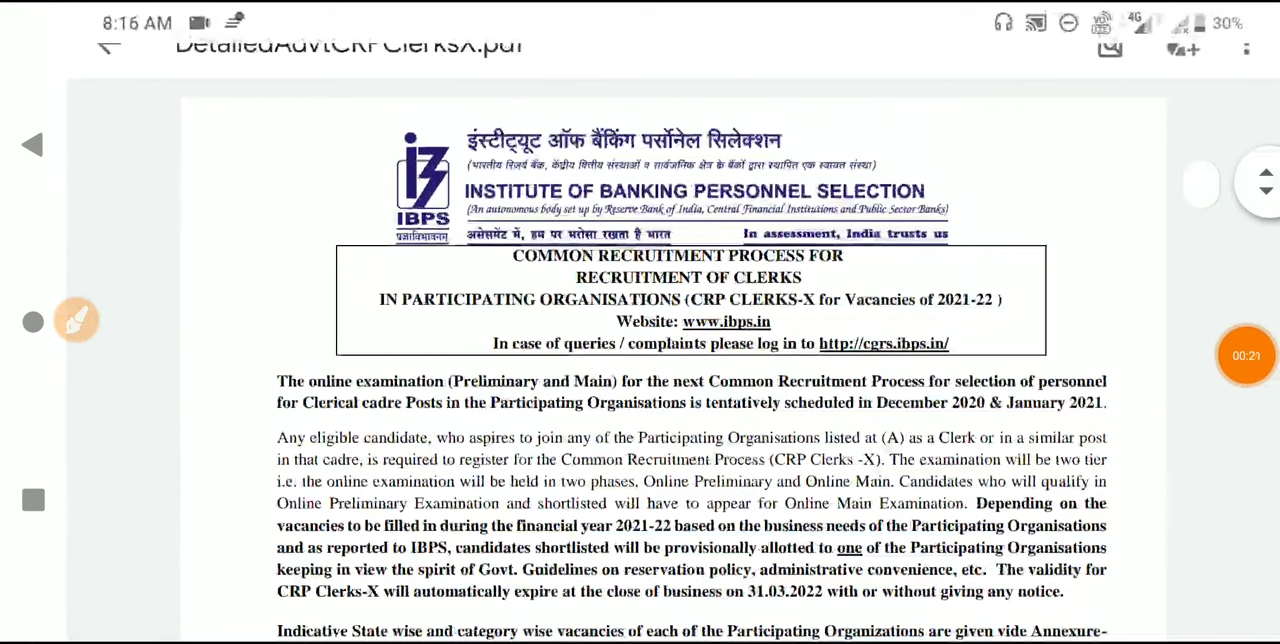 8:16 AM
4G
30%
DetailedAdvtCRPClerksX.pdf
इंस्टीट्यूट ऑफ बैंकिंग पर्सोनेल सिलेक्शन
(भारतीय रिज़र्व बैंक, केंद्रीय वित्तीय संस्थाओं व सार्वजनिक क्षेत्र के बैंकों द्वारा स्थापित एक स्वायत्त संस्था)
INSTITUTE OF BANKING PERSONNEL SELECTION
IBPS
(An autonomous body set up by Reserve Bank of India, Central Financial Institutions and Public Sector Banks)
असेसमेंट में, हम पर भरोसा रखता है भारत In assessment, India trusts us
COMMON RECRUITMENT PROCESS FOR
RECRUITMENT OF CLERKS
IN PARTICIPATING ORGANISATIONS (CRP CLERKS-X for Vacancies of 2021-22 )
Website: www.ibps.in
In case of queries / complaints please log in to http://cgrs.ibps.in/
00:21
The online examination (Preliminary and Main) for the next Common Recruitment Process for selection of personnel
for Clerical cadre Posts in the Participating Organisations is tentatively scheduled in December 2020 & January 2021.
Any eligible candidate, who aspires to join any of the Participating Organisations listed at (A) as a Clerk or in a similar post
in that cadre, is required to register for the Common Recruitment Process (CRP Clerks -X). The examination will be two tier
i.e. the online examination will be held in two phases, Online Preliminary and Online Main. Candidates who will qualify in
Online Preliminary Examination and shortlisted will have to appear for Online Main Examination. Depending on the
vacancies to be filled in during the financial year 2021-22 based on the business needs of the Participating Organisations
and as reported to IBPS, candidates shortlisted will be provisionally allotted to one of the Participating Organisations
keeping in view the spirit of Govt. Guidelines on reservation policy, administrative convenience, etc. The validity for
CRP Clerks-X will automatically expire at the close of business on 31.03.2022 with or without giving any notice.
Indicative State wise and category wise vacancies of each of the Participating Organizations are given vide Annexure-